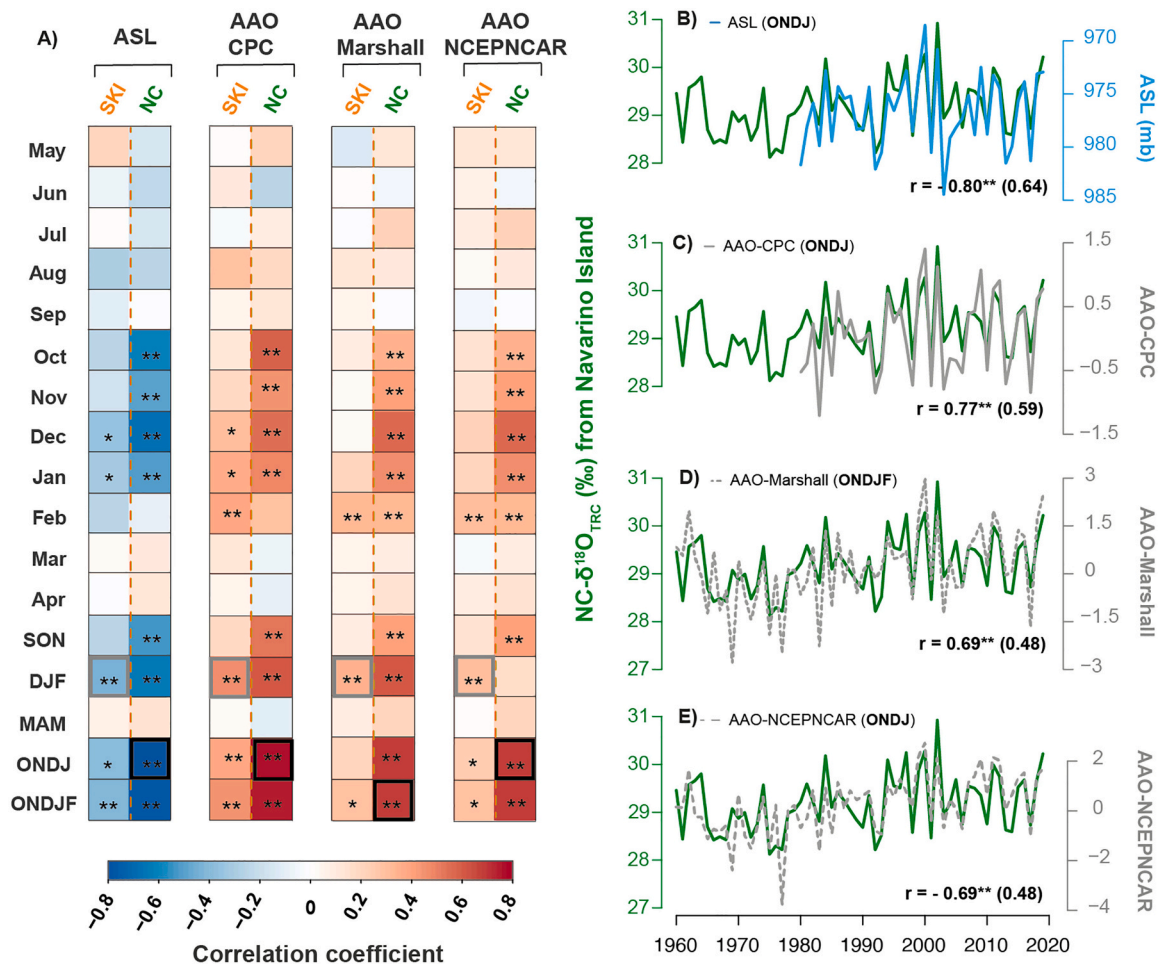 A)
ASL
AAO
CPC
AAO
Marshall
AAO
NCEPNCAR
SKI NC SKI NC SKI NC SKI NC
May
Jun
Jul
Aug
Sep
Oct ** ** ** **
Nov ** ** ** **
Dec * ** * ** ** **
Jan * ** * ** ** **
Feb ** ** ** ** **
Mar
Apr
SON ** ** ** **
DJF ** ** ** ** ** ** **
MAM
ONDJ * ** ** ** ** * **
ONDJF ** ** ** ** * ** * **
−0.8 −0.6 −0.4 −0.2 0 0.2 0.4 0.6 0.8
Correlation coefficient
NC-δ¹⁸O_TRC (‰) from Navarino Island
B) ASL (ONDJ)
31
30
29
28
970
975
980
985
ASL (mb)
r = - 0.80** (0.64)
C) AAO-CPC (ONDJ)
31
30
29
28
1.5
0.5
−0.5
−1.5
AAO-CPC
r = 0.77** (0.59)
D) AAO-Marshall (ONDJF)
31
30
29
28
27
3
1.5
0
−1.5
−3
AAO-Marshall
r = 0.69** (0.48)
E) AAO-NCEPNCAR (ONDJ)
31
30
29
28
27
2
0
−2
−4
AAO-NCEPNCAR
r = - 0.69** (0.48)
1960 1970 1980 1990 2000 2010 2020